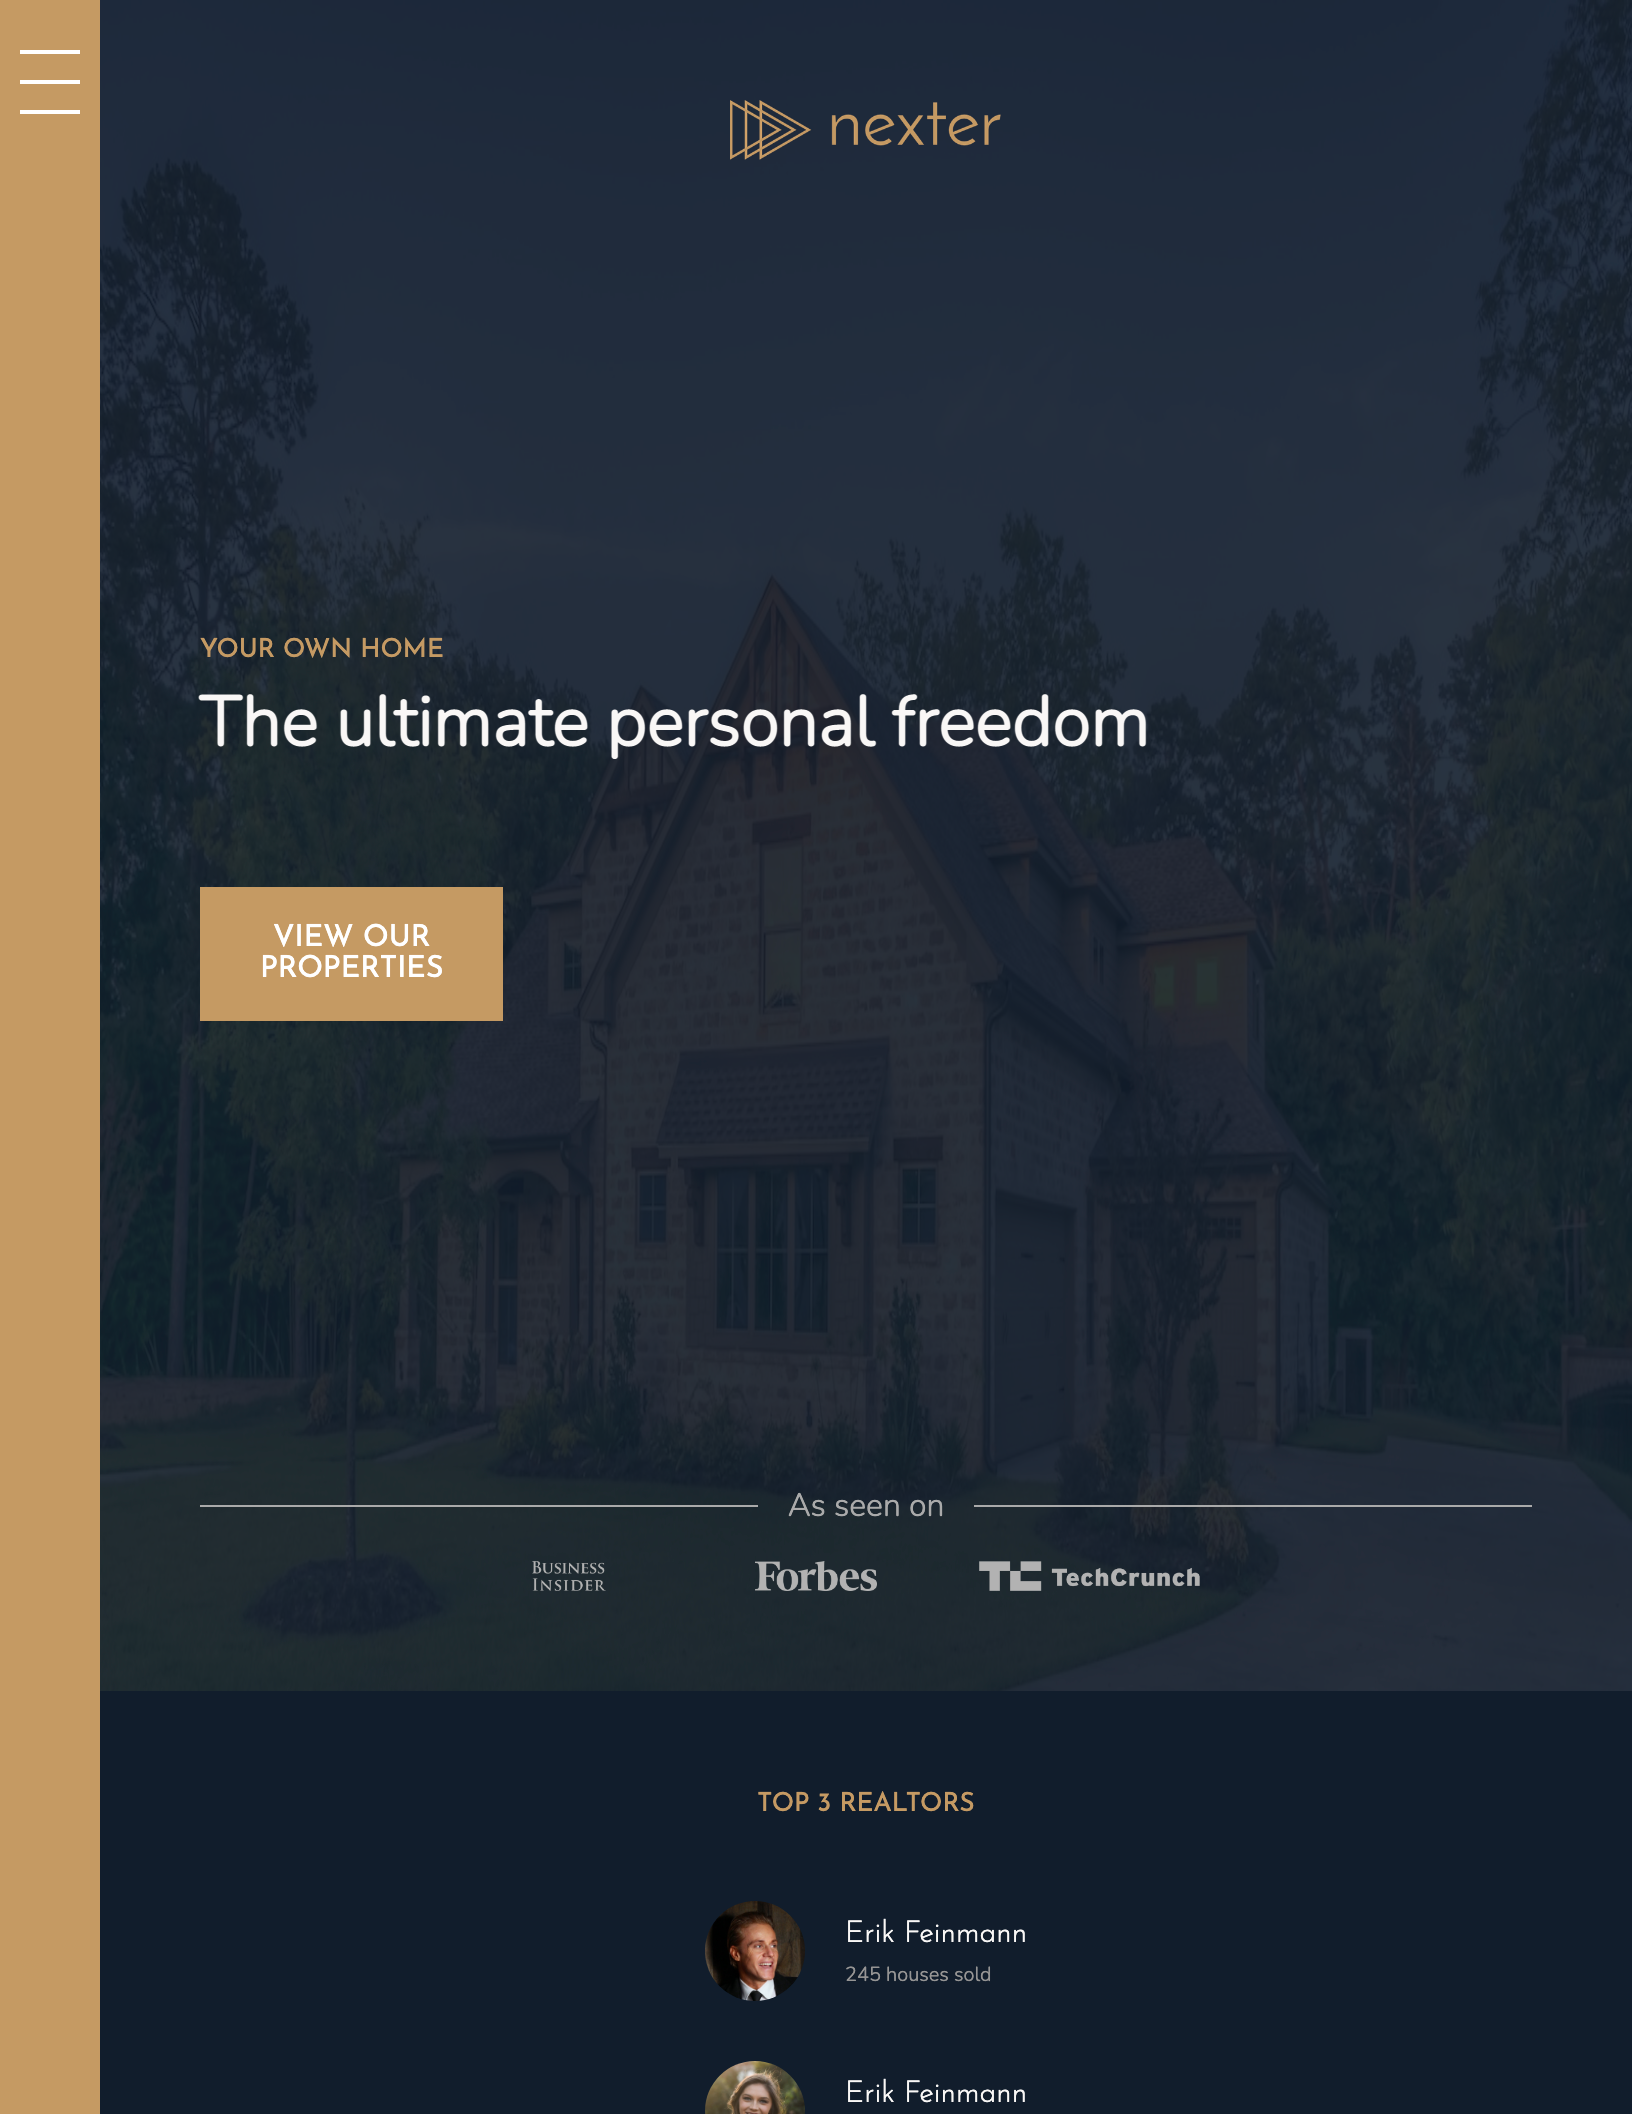 nexter
YOUR OWN HOME
The ultimate personal freedom
VIEW OUR
PROPERTIES
As seen on
BUSINESS
INSIDER
Forbes
TC TechCrunch
TOP 3 REALTORS
Erik Feinmann
245 houses sold
Erik Feinmann